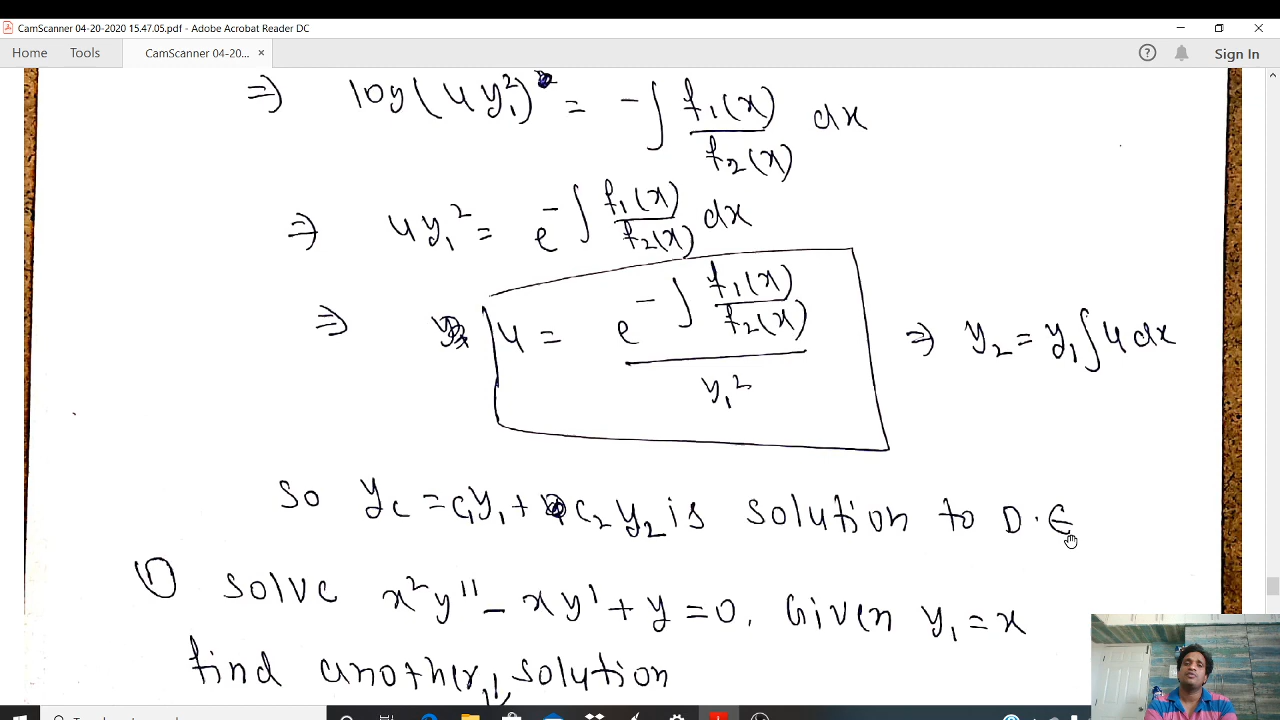 CamScanner 04-20-2020 15.47.05.pdf - Adobe Acrobat Reader DC
Home Tools CamScanner 04-20... × Sign In
⇒ log(u y₁²) = -∫ f₁(x)/f₂(x) dx
⇒ u y₁² = e^(-∫ f₁(x)/f₂(x) dx)
⇒ u = e^(-∫ f₁(x)/f₂(x)) / y₁² ⇒ y₂ = y₁∫u dx
So y_c = c₁y₁ + c₂y₂ is solution to D.E
① Solve x²y'' - xy' + y = 0. Given y₁ = x
find another solution